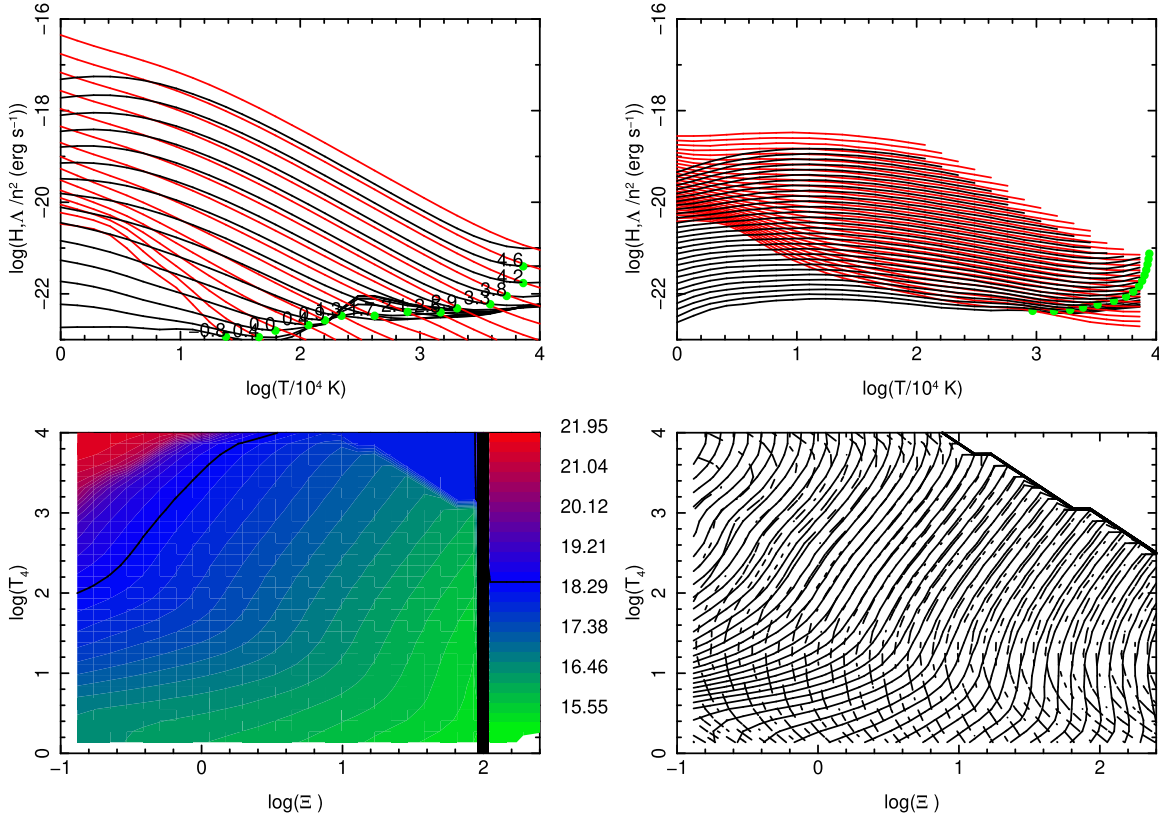 −16
−18
−20
−22
log(H,Λ /n² (erg s⁻¹))
0 1 2 3 4
log(T/10⁴ K)
4.6
4.2
3.8
3.3
−16
−18
−20
−22
log(H,Λ /n² (erg s⁻¹))
0 1 2 3 4
log(T/10⁴ K)
4
3
2
1
0
log(T₄)
−1 0 1 2
log(Ξ )
21.95
21.04
20.12
19.21
18.29
17.38
16.46
15.55
4
3
2
1
0
log(T₄)
−1 0 1 2
log(Ξ )